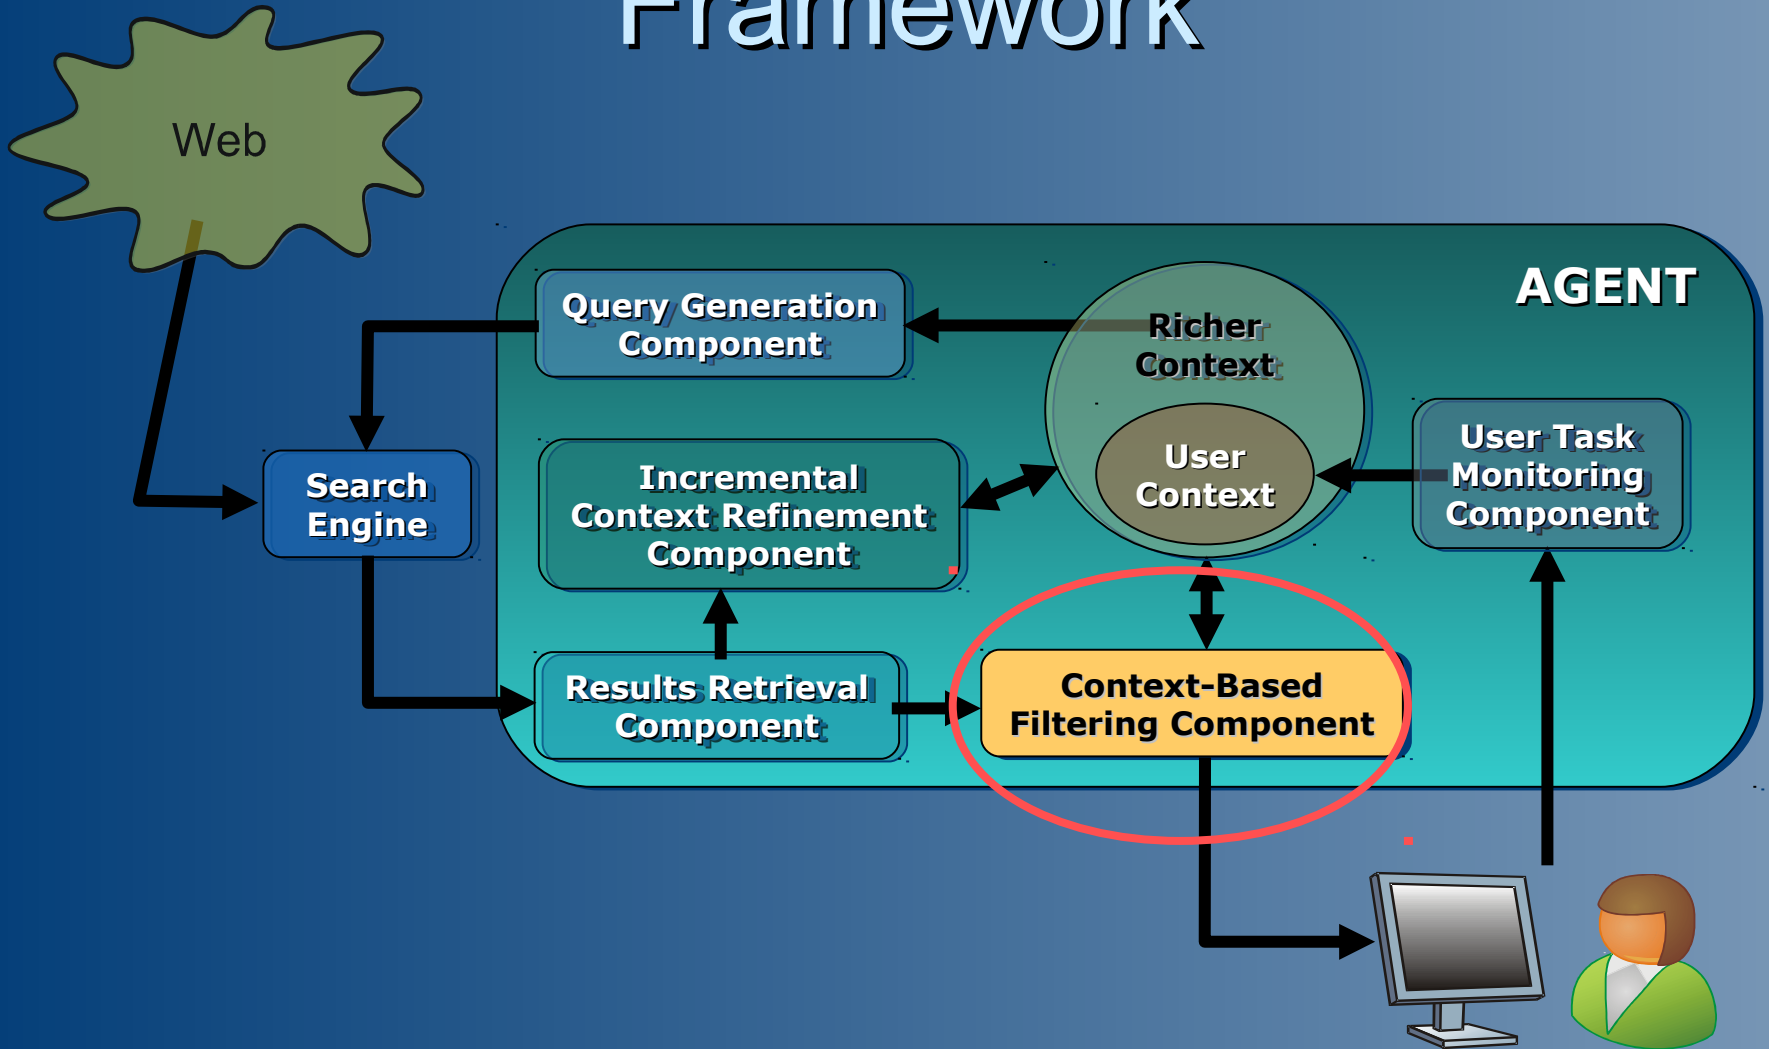 Framework
Web
AGENT
Query Generation
Component
Richer
Context
User
Context
User Task
Monitoring
Component
Search
Engine
Incremental
Context Refinement
Component
Results Retrieval
Component
Context-Based
Filtering Component